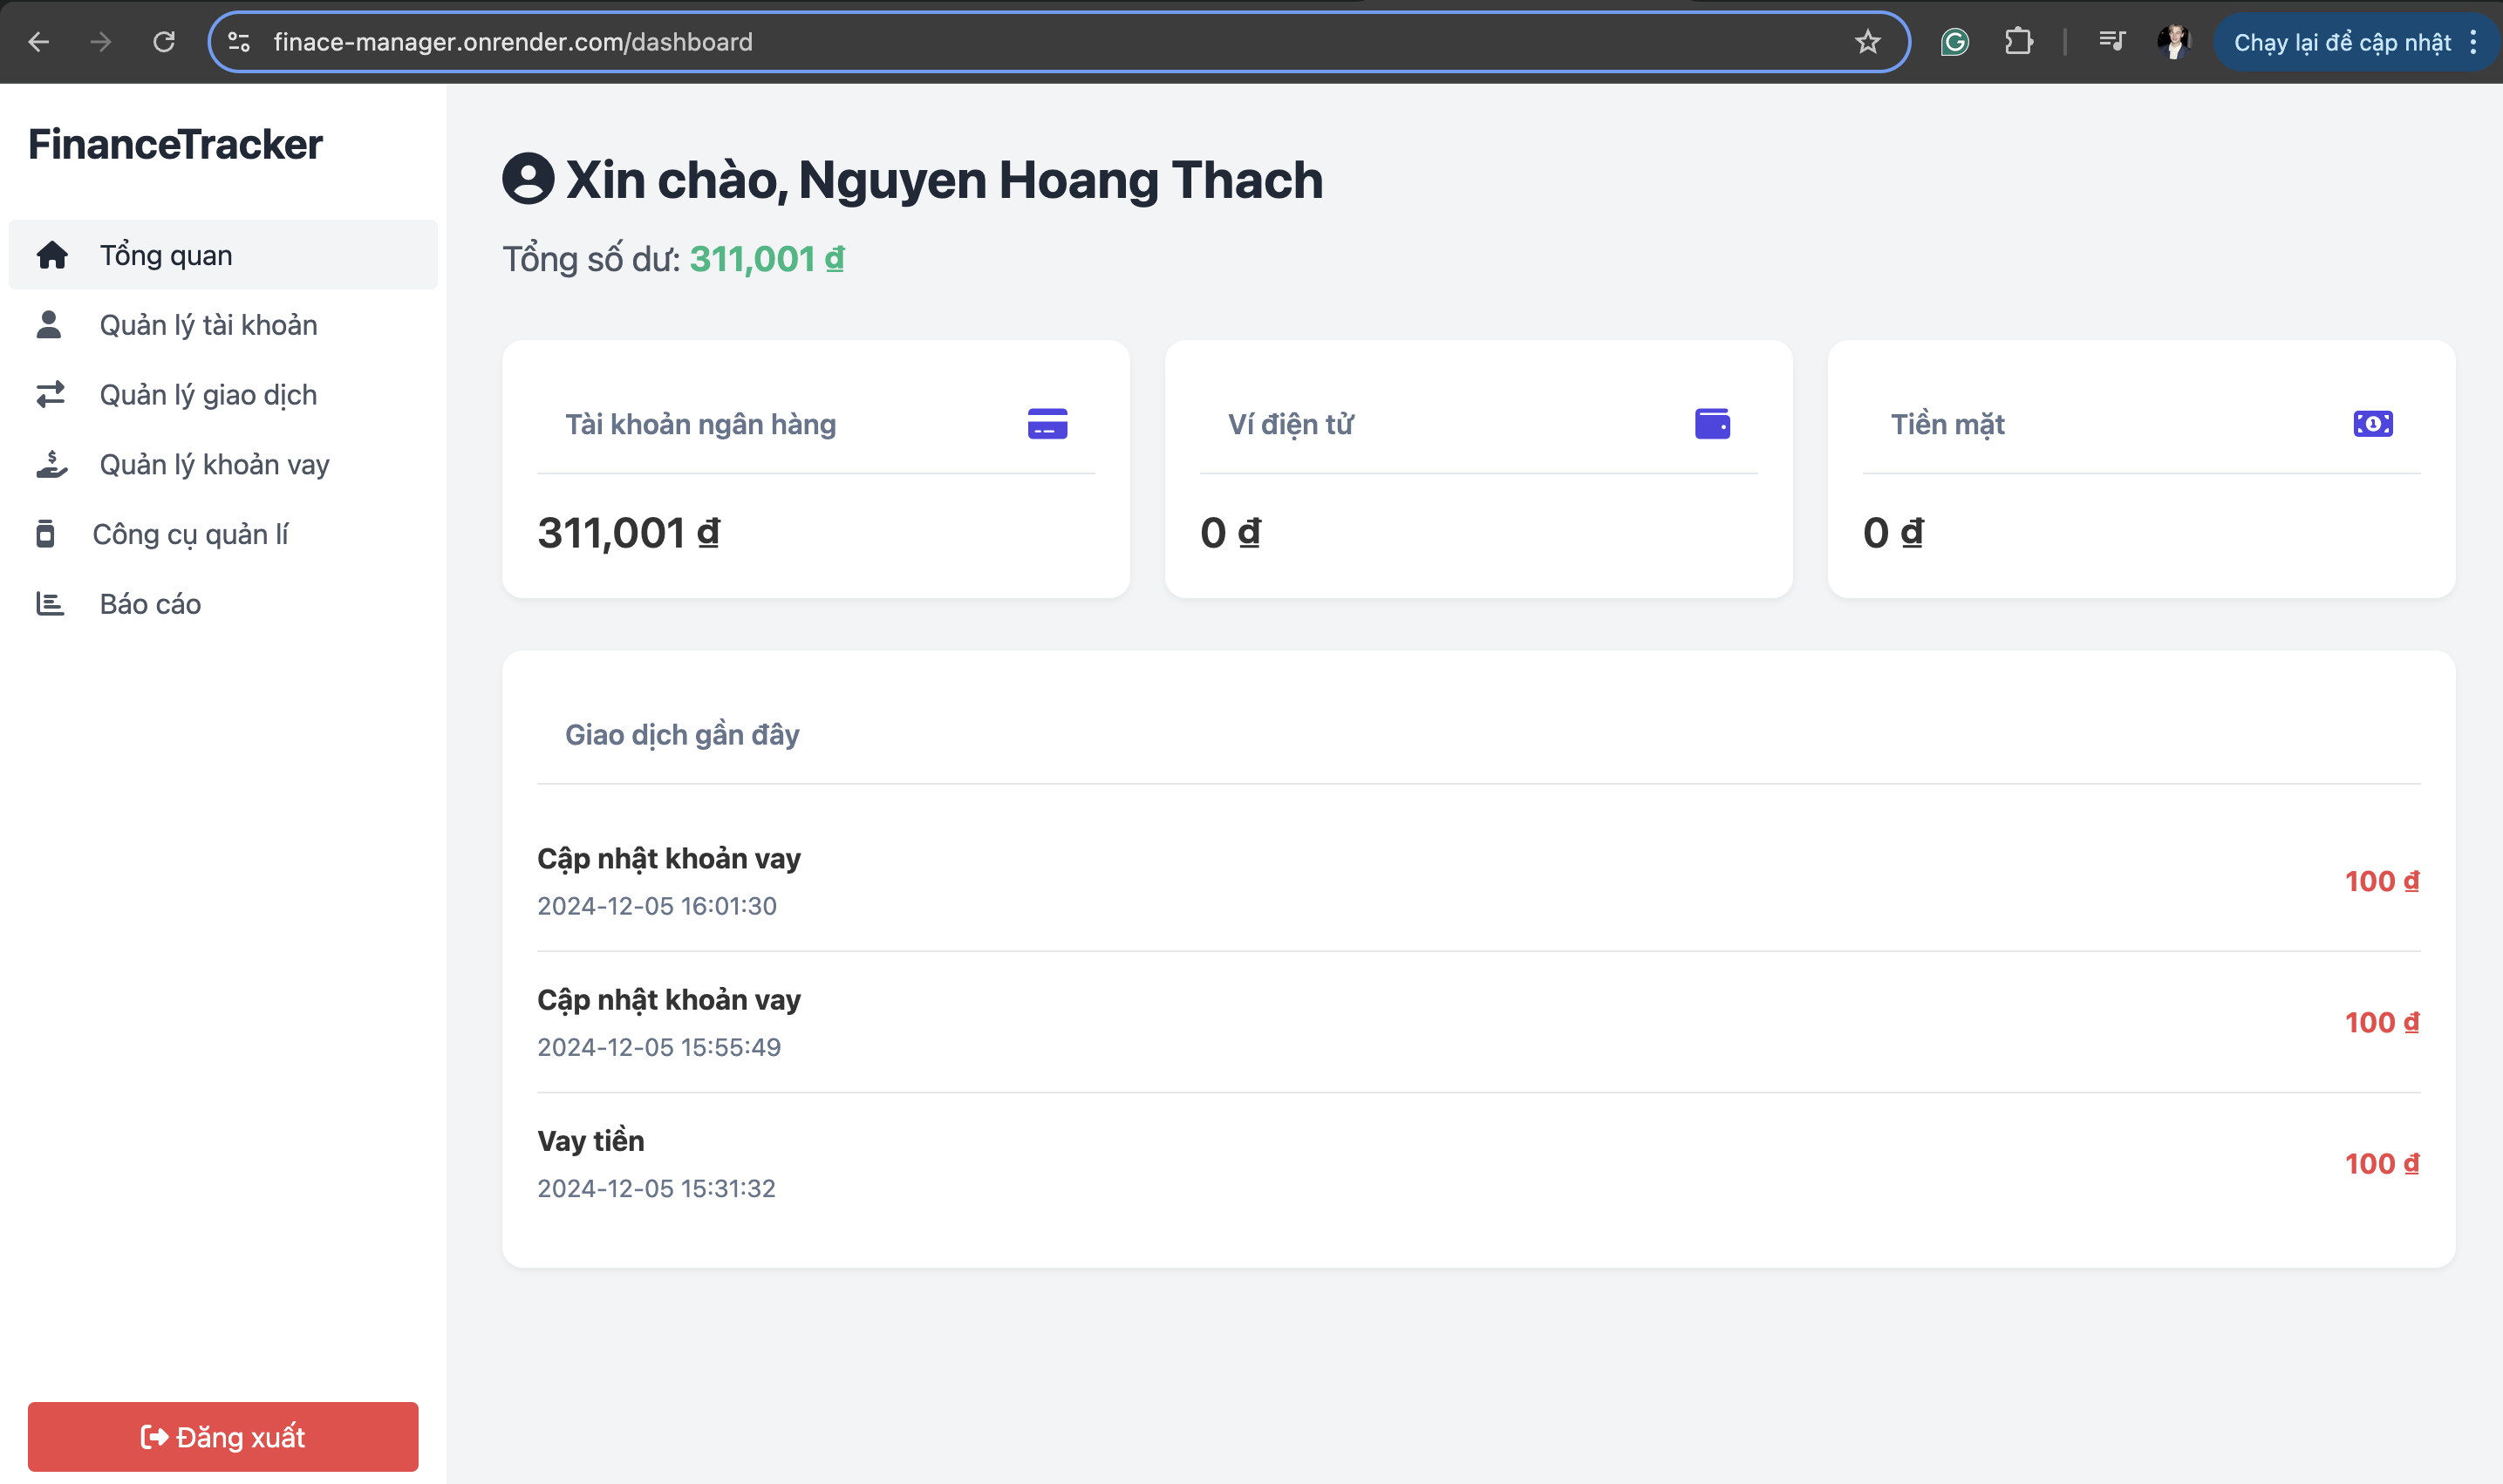 finace-manager.onrender.com/dashboard
Chạy lại để cập nhật
FinanceTracker
Tổng quan
Quản lý tài khoản
Quản lý giao dịch
Quản lý khoản vay
Công cụ quản lí
Báo cáo
Đăng xuất
Xin chào, Nguyen Hoang Thach
Tổng số dư: 311,001 ₫
Tài khoản ngân hàng
311,001 ₫
Ví điện tử
0 ₫
Tiền mặt
0 ₫
Giao dịch gần đây
Cập nhật khoản vay
2024-12-05 16:01:30
100 ₫
Cập nhật khoản vay
2024-12-05 15:55:49
100 ₫
Vay tiền
2024-12-05 15:31:32
100 ₫